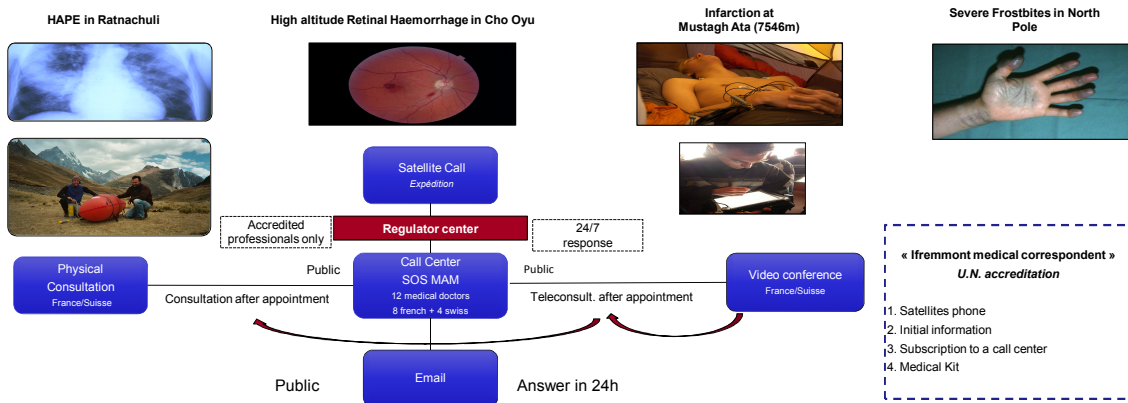 HAPE in Ratnachuli
High altitude Retinal Haemorrhage in Cho Oyu
Infarction at
Mustagh Ata (7546m)
Severe Frostbites in North
Pole
Satellite Call
Expédition
Accredited
professionals only
Regulator center
24/7
response
Physical
Consultation
France/Suisse
Public
Consultation after appointment
Call Center
SOS MAM
12 medical doctors
8 french + 4 swiss
Public
Teleconsult. after appointment
Video conference
France/Suisse
« Ifremmont medical correspondent »
U.N. accreditation
1. Satellites phone
2. Initial information
3. Subscription to a call center
4. Medical Kit
Public
Email
Answer in 24h